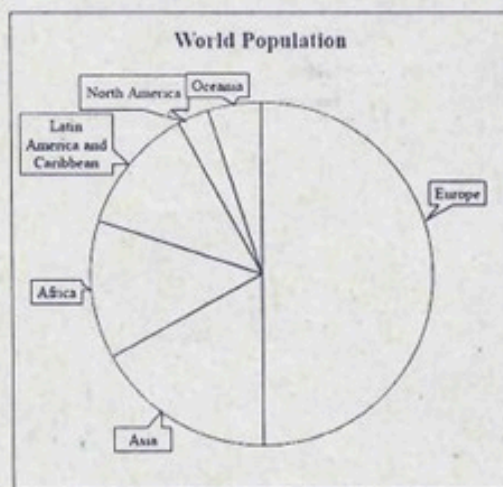 World Population
North America
Oceania
Latin
America and
Caribbean
Europe
Africa
Asia